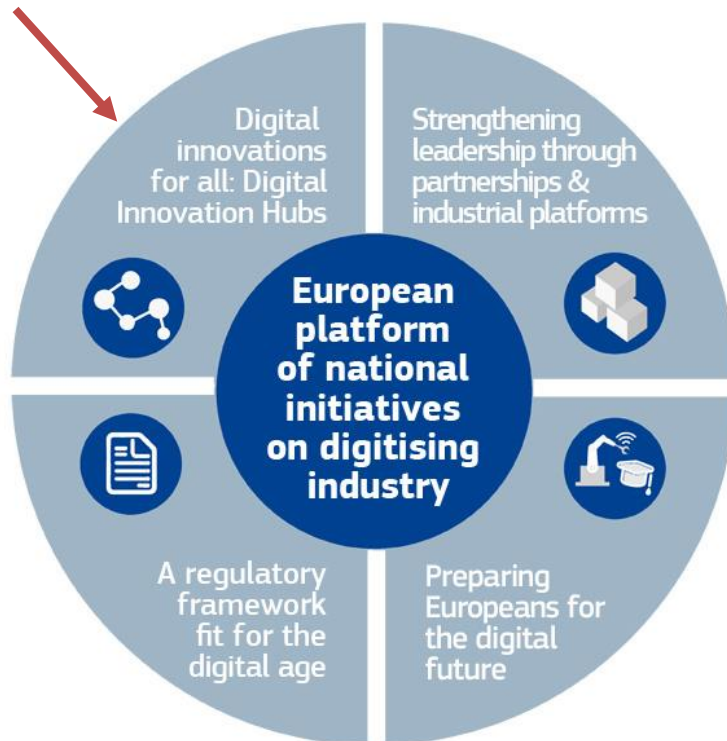 Digital
innovations
for all: Digital
Innovation Hubs
Strengthening
leadership through
partnerships &
industrial platforms
European
platform
of national
initiatives
on digitising
industry
A regulatory
framework
fit for the
digital age
Preparing
Europeans for
the digital
future